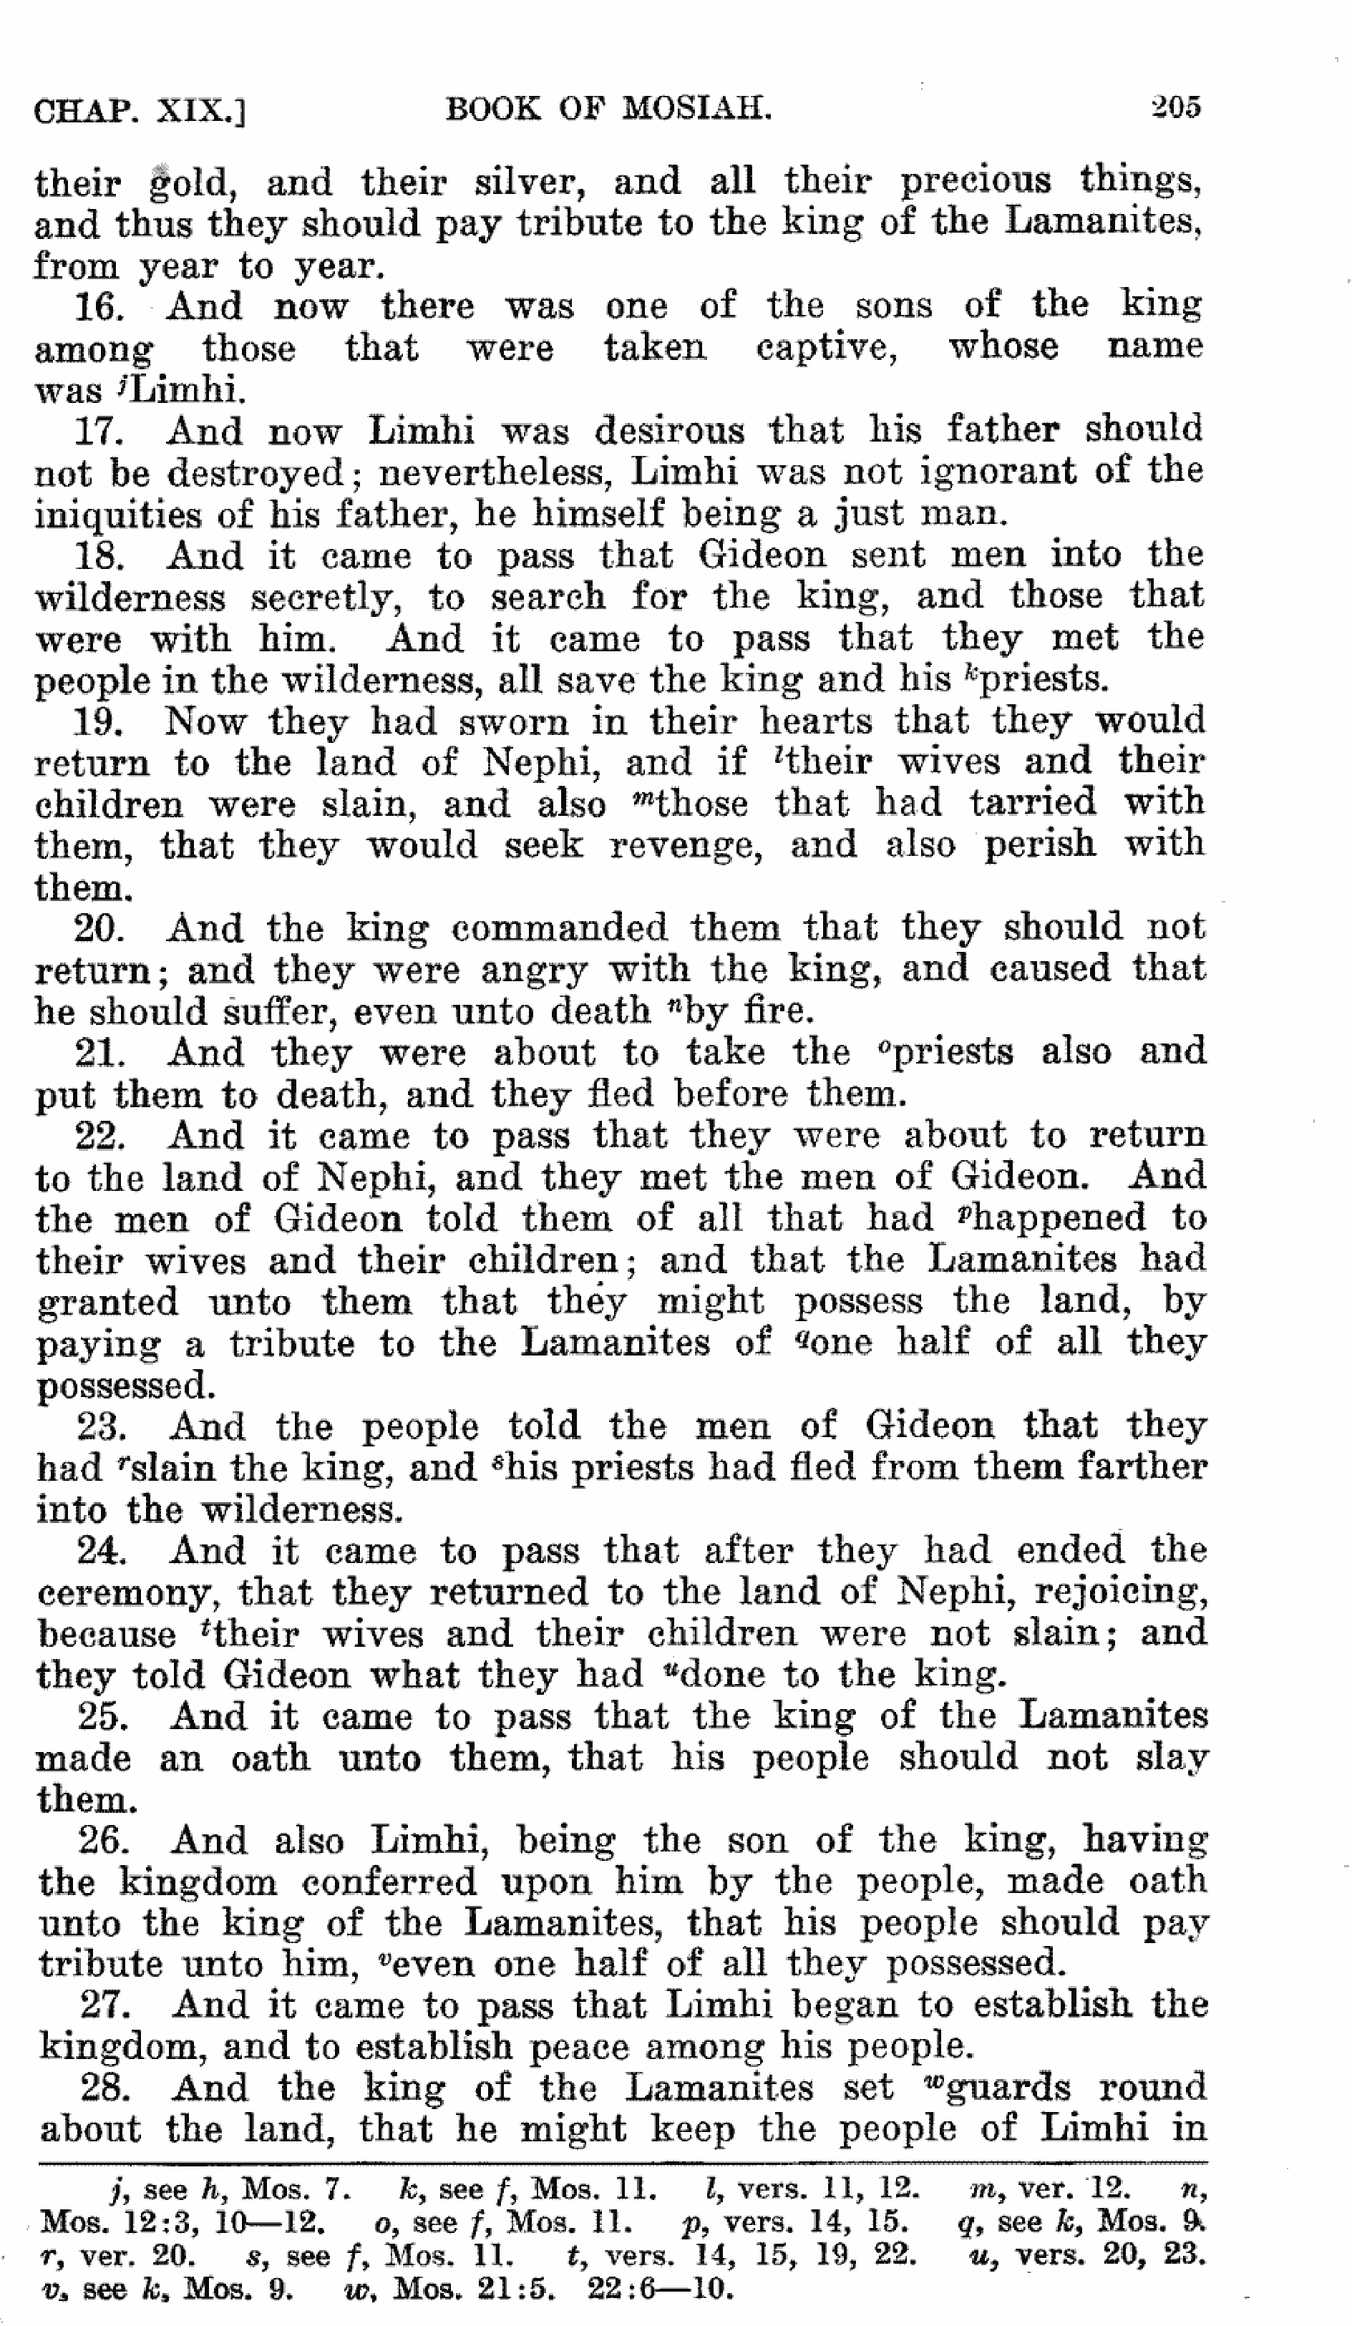 CHAP. XIX.] BOOK OF MOSIAH. 205
their gold, and their silver, and all their precious things,
and thus they should pay tribute to the king of the Lamanites,
from year to year.
16. And now there was one of the sons of the king
among those that were taken captive, whose name
was jLimhi.
17. And now Limhi was desirous that his father should
not be destroyed; nevertheless, Limhi was not ignorant of the
iniquities of his father, he himself being a just man.
18. And it came to pass that Gideon sent men into the
wilderness secretly, to search for the king, and those that
were with him. And it came to pass that they met the
people in the wilderness, all save the king and his kpriests.
19. Now they had sworn in their hearts that they would
return to the land of Nephi, and if ltheir wives and their
children were slain, and also mthose that had tarried with
them, that they would seek revenge, and also perish with
them.
20. And the king commanded them that they should not
return; and they were angry with the king, and caused that
he should suffer, even unto death nby fire.
21. And they were about to take the opriests also and
put them to death, and they fled before them.
22. And it came to pass that they were about to return
to the land of Nephi, and they met the men of Gideon. And
the men of Gideon told them of all that had phappened to
their wives and their children; and that the Lamanites had
granted unto them that they might possess the land, by
paying a tribute to the Lamanites of qone half of all they
possessed.
23. And the people told the men of Gideon that they
had rslain the king, and shis priests had fled from them farther
into the wilderness.
24. And it came to pass that after they had ended the
ceremony, that they returned to the land of Nephi, rejoicing,
because ttheir wives and their children were not slain; and
they told Gideon what they had udone to the king.
25. And it came to pass that the king of the Lamanites
made an oath unto them, that his people should not slay
them.
26. And also Limhi, being the son of the king, having
the kingdom conferred upon him by the people, made oath
unto the king of the Lamanites, that his people should pay
tribute unto him, veven one half of all they possessed.
27. And it came to pass that Limhi began to establish the
kingdom, and to establish peace among his people.
28. And the king of the Lamanites set wguards round
about the land, that he might keep the people of Limhi in
j, see h, Mos. 7. k, see f, Mos. 11. l, vers. 11, 12. m, ver. 12. n,
Mos. 12:3, 10—12. o, see f, Mos. 11. p, vers. 14, 15. q, see k, Mos. 9.
r, ver. 20. s, see f, Mos. 11. t, vers. 14, 15, 19, 22. u, vers. 20, 23.
v, see k, Mos. 9. w, Mos. 21:5. 22:6—10.